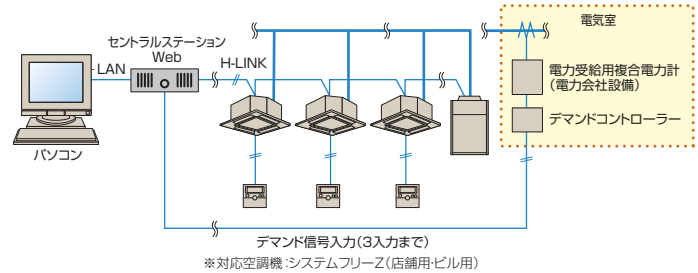 電気室
セントラルステーション
Web
LAN
H-LINK
電力受給用複合電力計
（電力会社設備）
デマンドコントローラー
パソコン
デマンド信号入力（3入力まで）
※対応空調機：システムフリーZ（店舗用・ビル用）